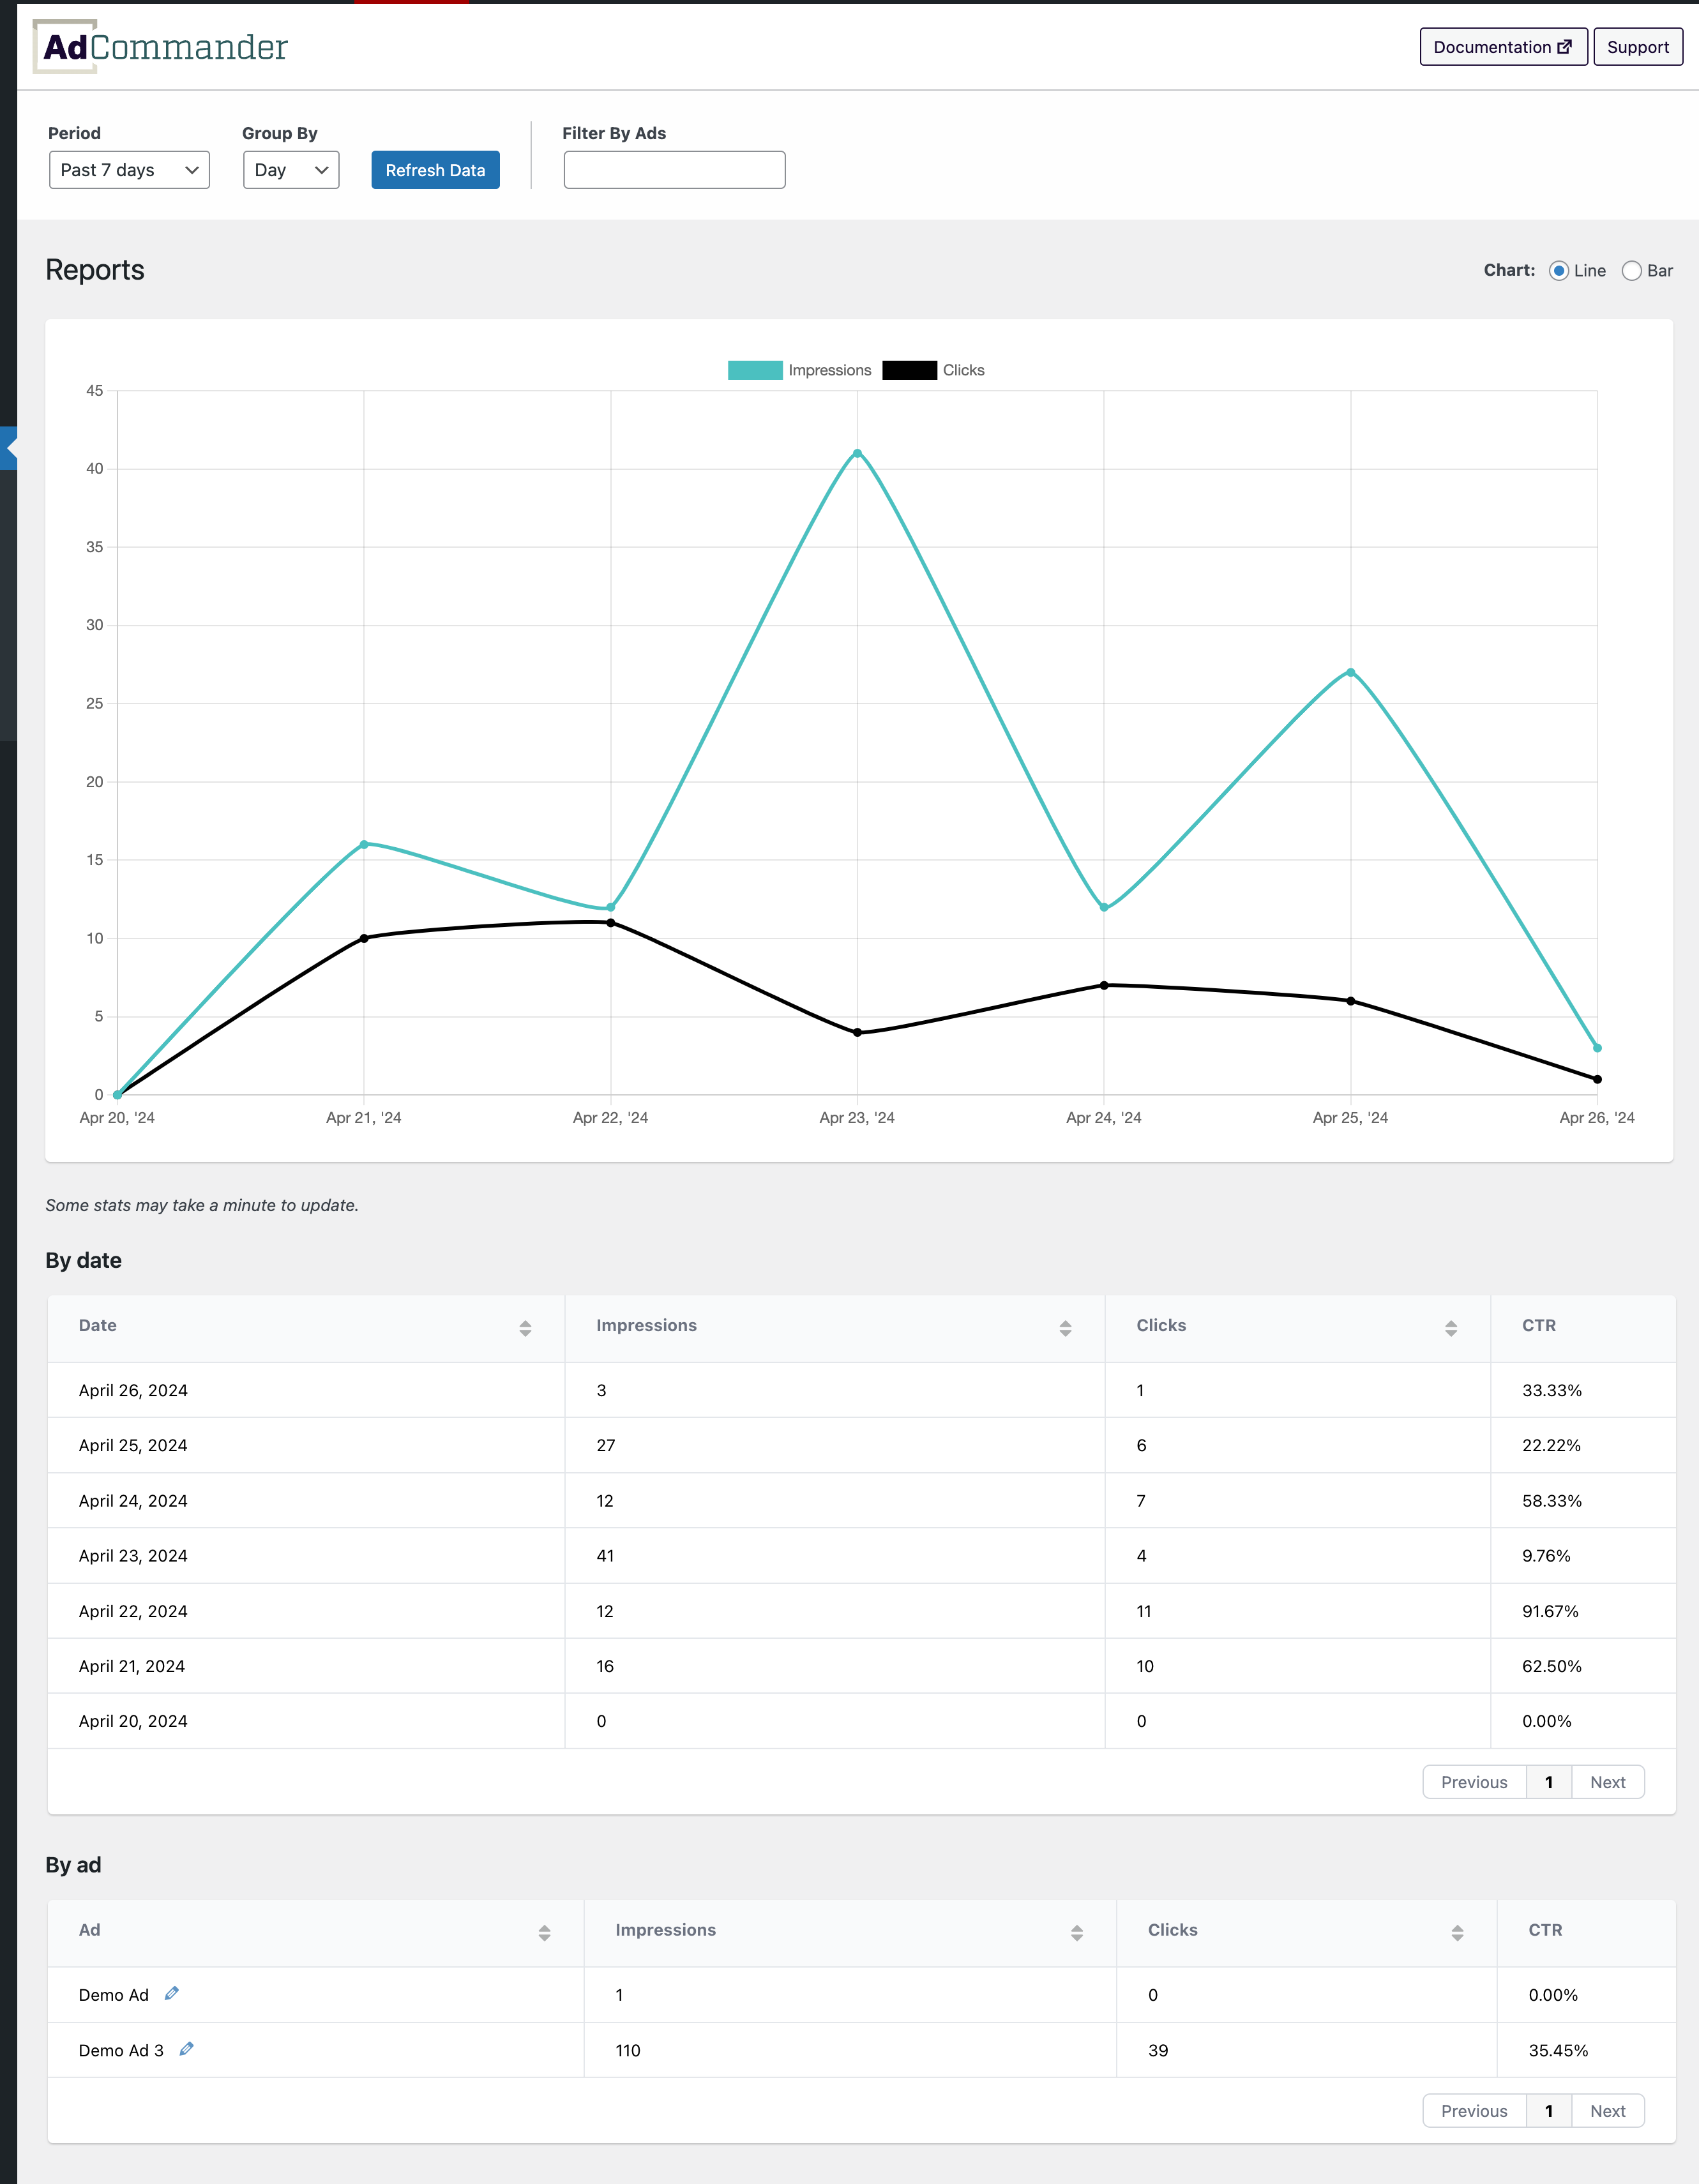 AdCommander
Documentation Support
Period Group By Filter By Ads
Past 7 days Day Refresh Data
Reports
Chart: Line Bar
Impressions Clicks
45
40
35
30
25
20
15
10
5
0
Apr 20, '24 Apr 21, '24 Apr 22, '24 Apr 23, '24 Apr 24, '24 Apr 25, '24 Apr 26, '24
Some stats may take a minute to update.
By date
Date Impressions Clicks CTR
April 26, 2024 3 1 33.33%
April 25, 2024 27 6 22.22%
April 24, 2024 12 7 58.33%
April 23, 2024 41 4 9.76%
April 22, 2024 12 11 91.67%
April 21, 2024 16 10 62.50%
April 20, 2024 0 0 0.00%
Previous 1 Next
By ad
Ad Impressions Clicks CTR
Demo Ad 1 0 0.00%
Demo Ad 3 110 39 35.45%
Previous 1 Next